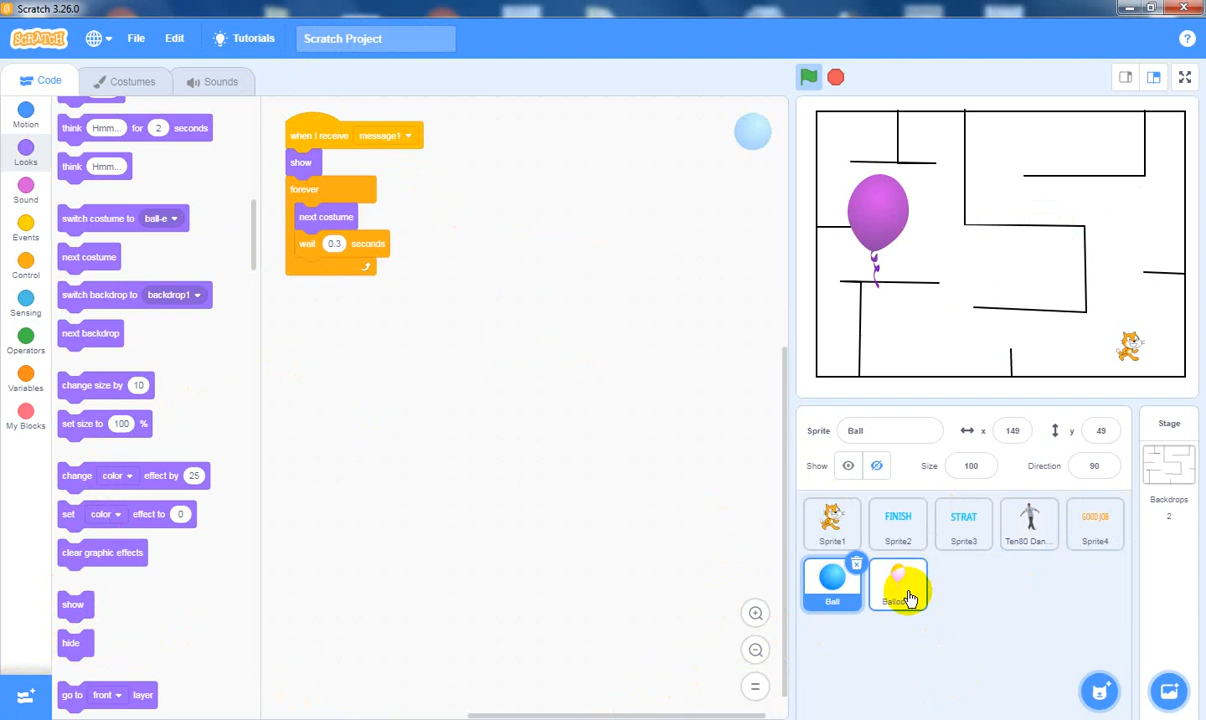 Scratch 3.26.0
SCRATCH File Edit Tutorials Scratch Project
Code Costumes Sounds
Motion
Looks
Sound
Events
Control
Sensing
Operators
Variables
My Blocks
think Hmm... for 2 seconds
think Hmm...
switch costume to ball-e
next costume
switch backdrop to backdrop1
next backdrop
change size by 10
set size to 100 %
change color effect by 25
set color effect to 0
clear graphic effects
show
hide
go to front layer
when I receive message1
show
forever
next costume
wait 0.3 seconds
Sprite Ball x 149 y 49
Show Size 100 Direction 90
Stage
Backdrops
2
FINISH STRAT GOOD JOB
Sprite1 Sprite2 Sprite3 Ten80 Dan... Sprite4
Ball